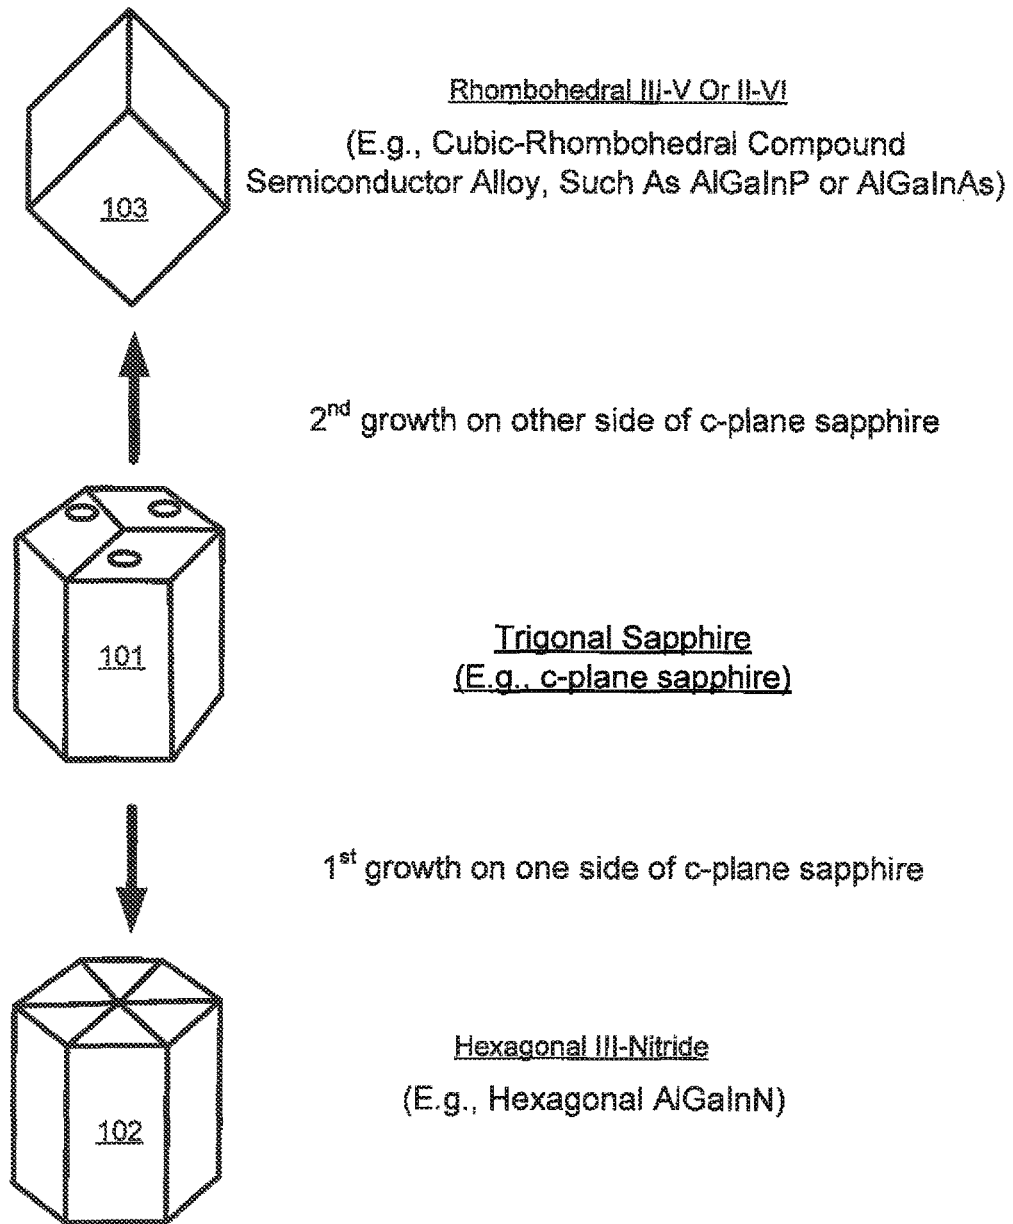 Rhombohedral III-V Or II-VI
(E.g., Cubic-Rhombohedral Compound
Semiconductor Alloy, Such As AlGaInP or AlGaInAs)
103
2nd growth on other side of c-plane sapphire
101
Trigonal Sapphire
(E.g., c-plane sapphire)
1st growth on one side of c-plane sapphire
Hexagonal III-Nitride
(E.g., Hexagonal AlGaInN)
102